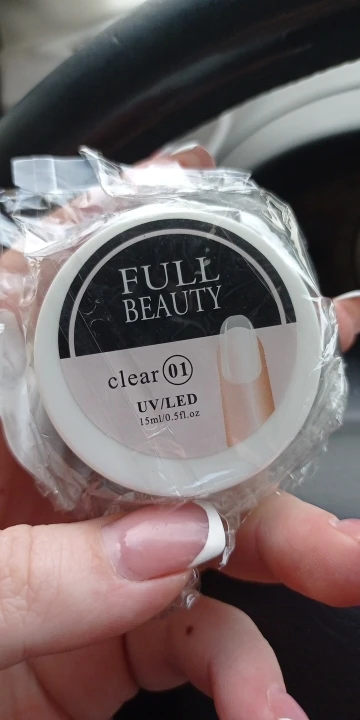 FULL
BEAUTY
clear 01
UV/LED
15ml/0.5fl.oz